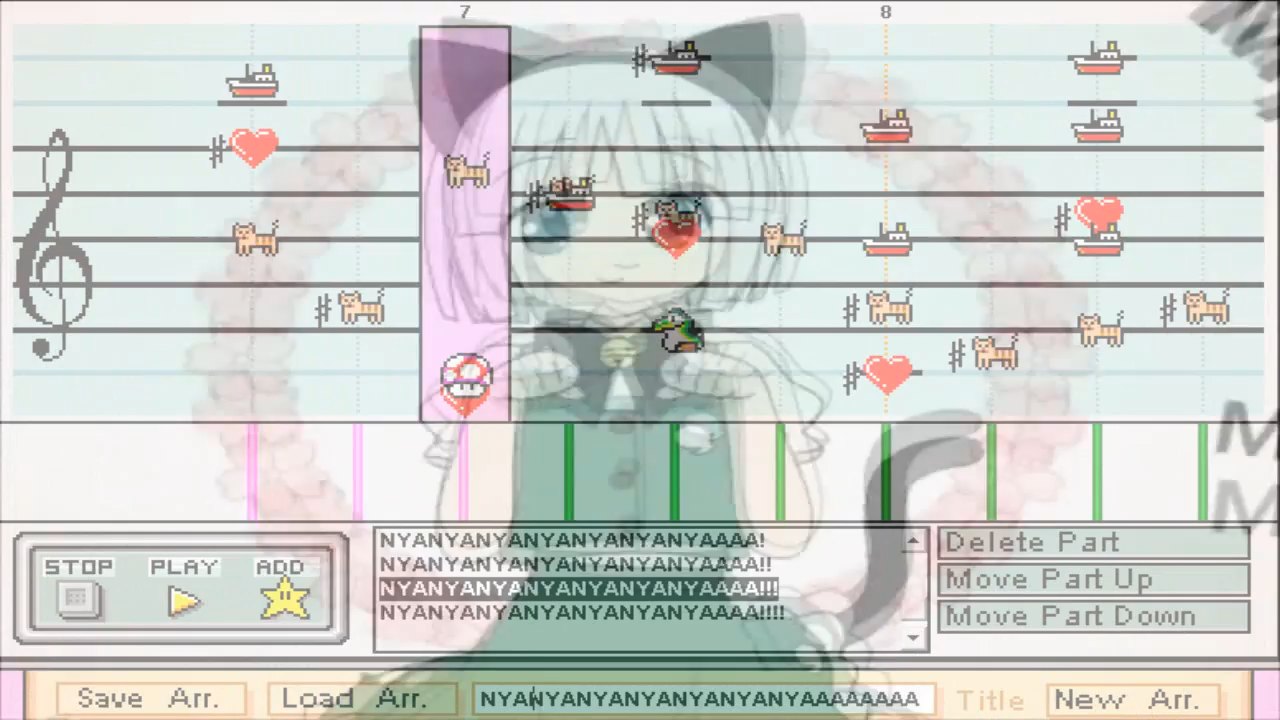 7 8
STOP PLAY ADD
NYANYANYANYANYANYANYAAAA!
NYANYANYANYANYANYANYAAAA!!
NYANYANYANYANYANYANYAAAA!!!
NYANYANYANYANYANYANYAAAA!!!!
Delete Part
Move Part Up
Move Part Down
Save Arr.
Load Arr.
NYANYANYANYANYANYANYAAAAAAAA
Title
New Arr.